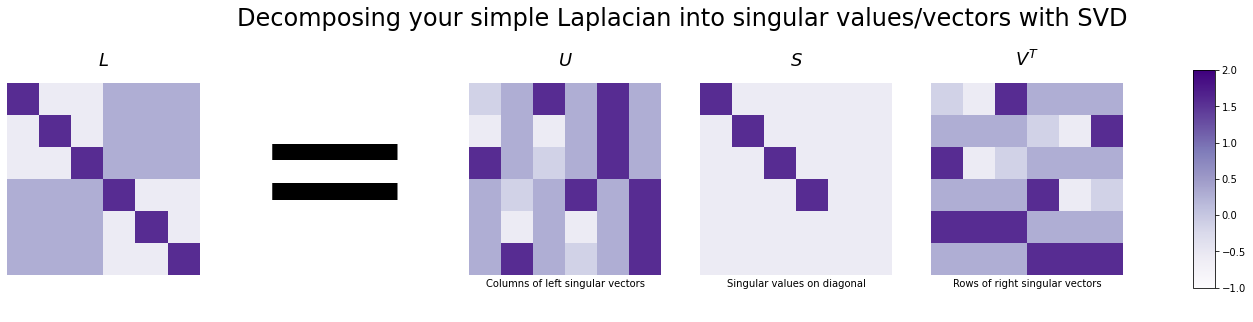 Decomposing your simple Laplacian into singular values/vectors with SVD
L
=
U
S
V^T
Columns of left singular vectors
Singular values on diagonal
Rows of right singular vectors
2.0
1.5
1.0
0.5
0.0
−0.5
−1.0